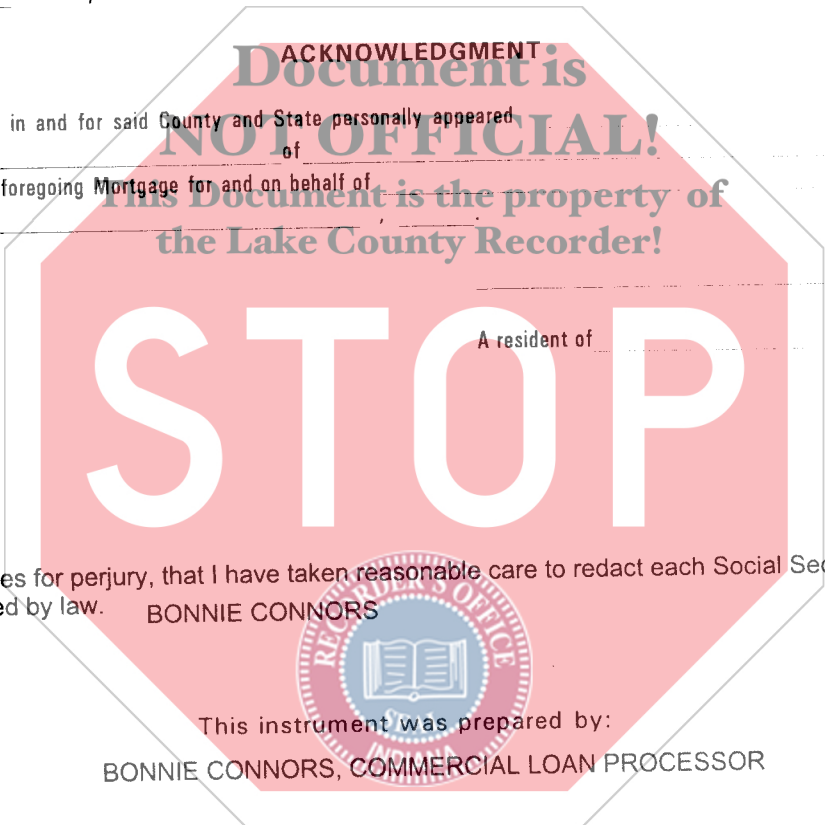 ACKNOWLEDGMENT
Document is
in and for said County and State personally appeared
NOT OFFICIAL!
of
foregoing Mortgage for and on behalf of
This Document is the property of
the Lake County Recorder!
A resident of
STOP
es for perjury, that I have taken reasonable care to redact each Social Sec
ed by law. BONNIE CONNORS
RECORDER'S OFFICE
SEAL
INDIANA
This instrument was prepared by:
BONNIE CONNORS, COMMERCIAL LOAN PROCESSOR